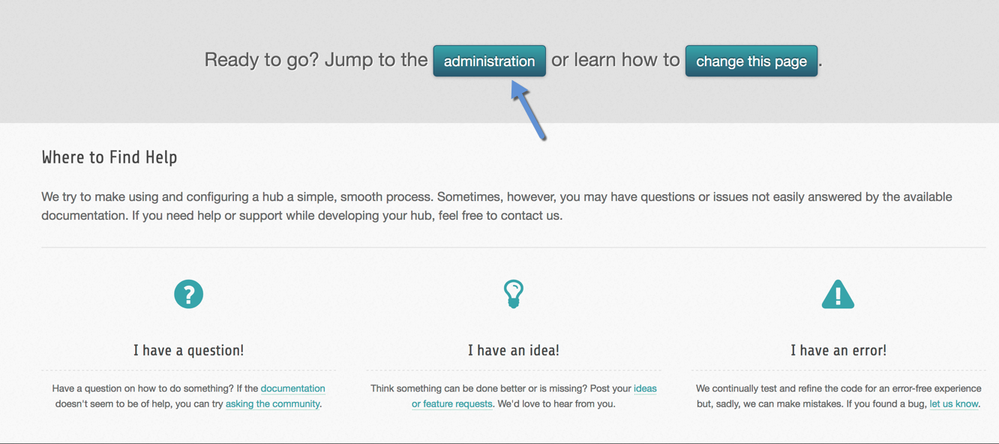 Ready to go? Jump to the administration or learn how to change this page.
Where to Find Help
We try to make using and configuring a hub a simple, smooth process. Sometimes, however, you may have questions or issues not easily answered by the available
documentation. If you need help or support while developing your hub, feel free to contact us.
I have a question!
Have a question on how to do something? If the documentation
doesn't seem to be of help, you can try asking the community.
I have an idea!
Think something can be done better or is missing? Post your ideas
or feature requests. We'd love to hear from you.
I have an error!
We continually test and refine the code for an error-free experience
but, sadly, we can make mistakes. If you found a bug, let us know.